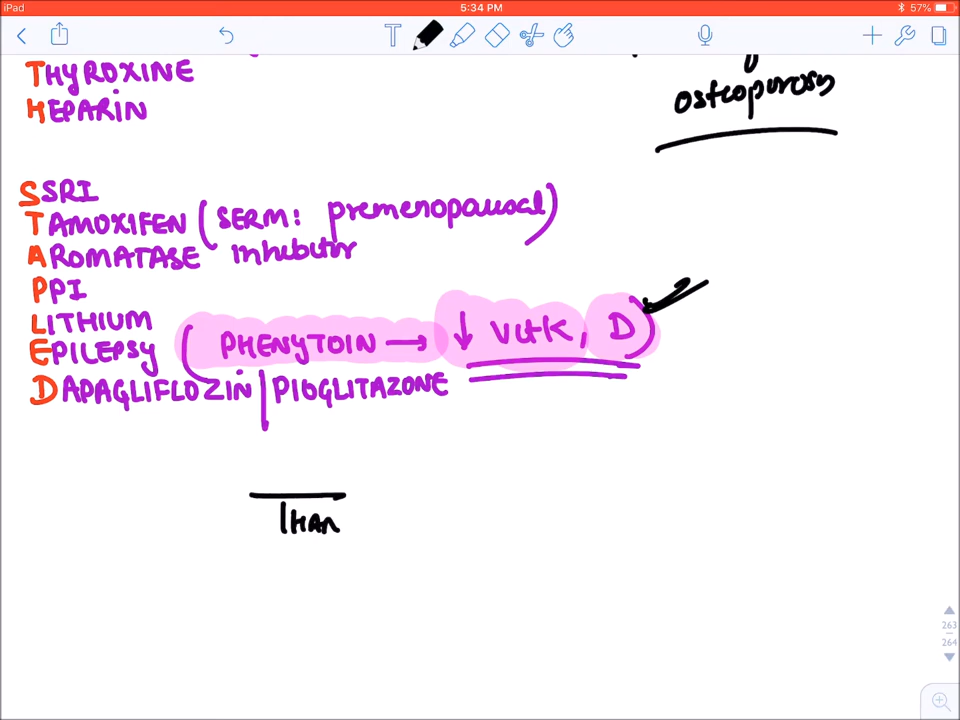 iPad 5:34 PM 57%
T
THYROXINE
HEPARIN
osteoporosis
SSRI
TAMOXIFEN (SERM: premenopausal)
AROMATASE inhibitor
PPI
LITHIUM
EPILEPSY (PHENYTOIN → ↓ Vit K, D)
DAPAGLIFLOZIN | PIOGLITAZONE
THAN
263
264